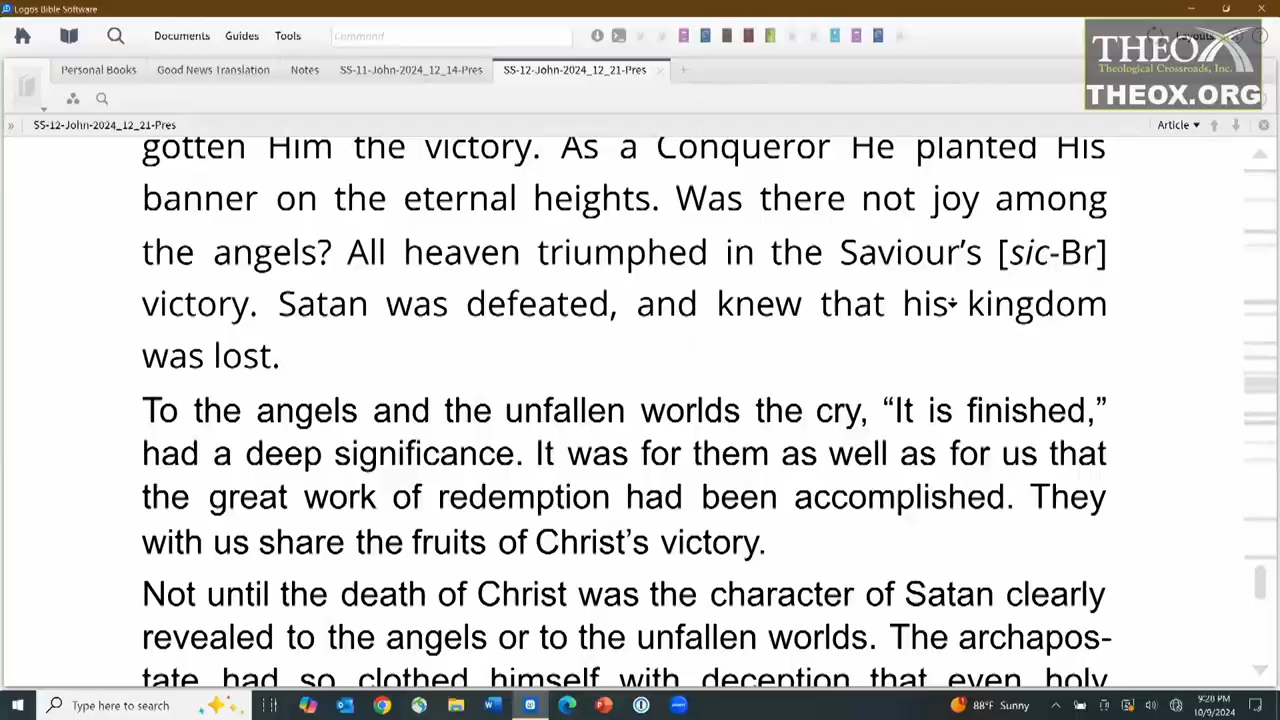 Logos Bible Software
Documents Guides Tools Command Layouts
THEOX
Theological Crossroads, Inc.
THEOX.ORG
Personal Books Good News Translation Notes SS-11-John-2024_12_21-Pres SS-12-John-2024_12_21-Pres
SS-12-John-2024_12_21-Pres Article
gotten Him the victory. As a Conqueror He planted His
banner on the eternal heights. Was there not joy among
the angels? All heaven triumphed in the Saviour’s [sic-Br]
victory. Satan was defeated, and knew that his kingdom
was lost.
To the angels and the unfallen worlds the cry, “It is finished,”
had a deep significance. It was for them as well as for us that
the great work of redemption had been accomplished. They
with us share the fruits of Christ’s victory.
Not until the death of Christ was the character of Satan clearly
revealed to the angels or to the unfallen worlds. The archapos-
tate had so clothed himself with deception that even holy
Type here to search
88°F Sunny
9:28 PM
10/9/2024